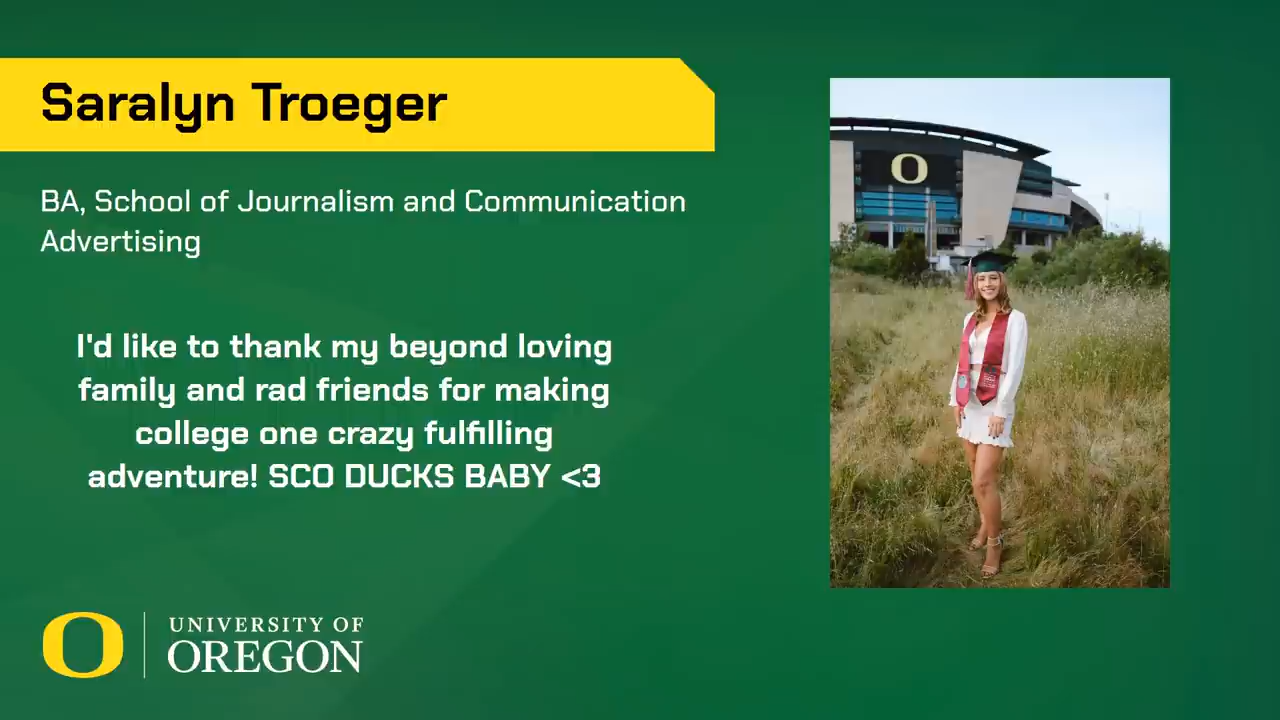 Saralyn Troeger
BA, School of Journalism and Communication
Advertising
I'd like to thank my beyond loving
family and rad friends for making
college one crazy fulfilling
adventure! SCO DUCKS BABY <3
O
O
UNIVERSITY OF
OREGON